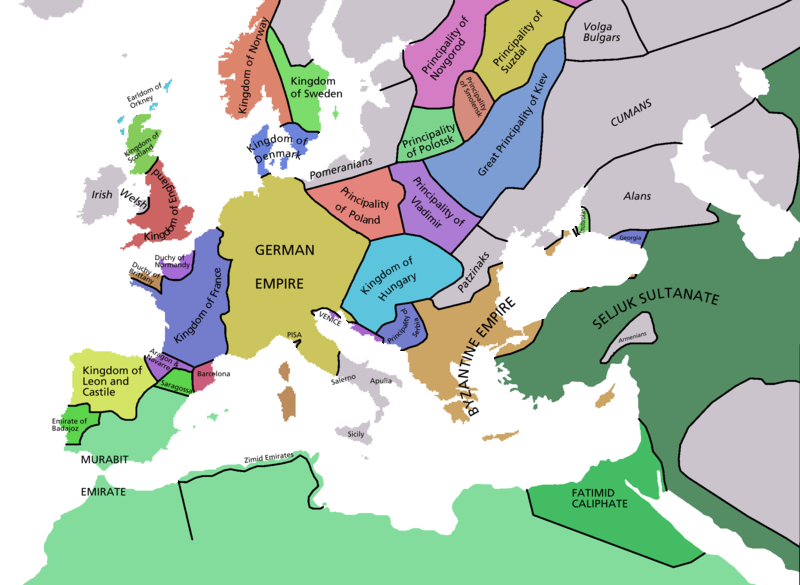 Volga
Bulgars
Principality of
Novgorod
Principality of
Suzdal
Kingdom of Norway
Kingdom
of Sweden
Principality
of Smolensk
Great Principality of Kiev
CUMANS
Earldom of
Orkney
Kingdom of
Scotland
Kingdom of
Denmark
Principality
of Polotsk
Pomeranians
Irish
Welsh
Kingdom of England
Principality
of Poland
Principality of
Vladimir
Alans
Georgia
GERMAN
EMPIRE
Duchy of
Normandy
Duchy of
Brittany
Kingdom of France
Kingdom of
Hungary
Patzinaks
SELJUK SULTANATE
Armenians
VENICE
Principality of
Serbia
BYZANTINE EMPIRE
PISA
Aragon &
Navarre
Barcelona
Saragossa
Kingdom of
Leon and
Castile
Salerno
Apulia
Sicily
Emirate of
Badajoz
MURABIT
EMIRATE
Zimid Emirates
FATIMID
CALIPHATE